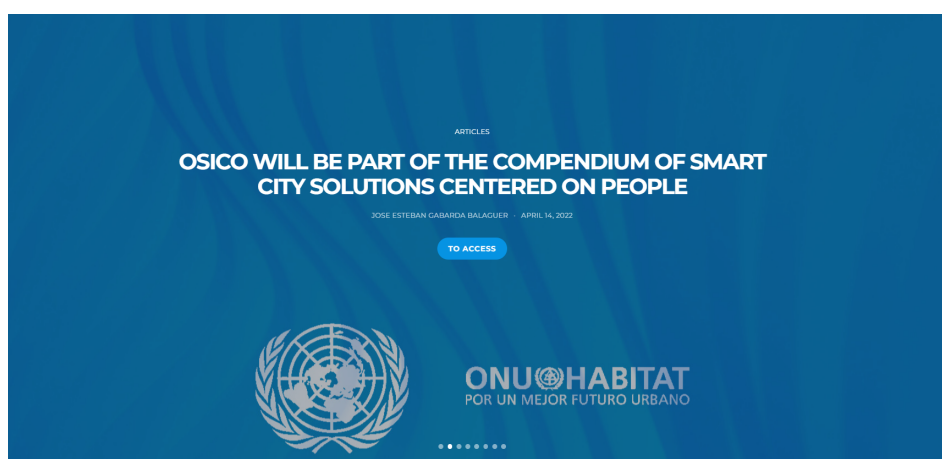 ARTICLES
OSICO WILL BE PART OF THE COMPENDIUM OF SMART
CITY SOLUTIONS CENTERED ON PEOPLE
JOSE ESTEBAN GABARDA BALAGUER · APRIL 14, 2022
TO ACCESS
ONU HABITAT
POR UN MEJOR FUTURO URBANO